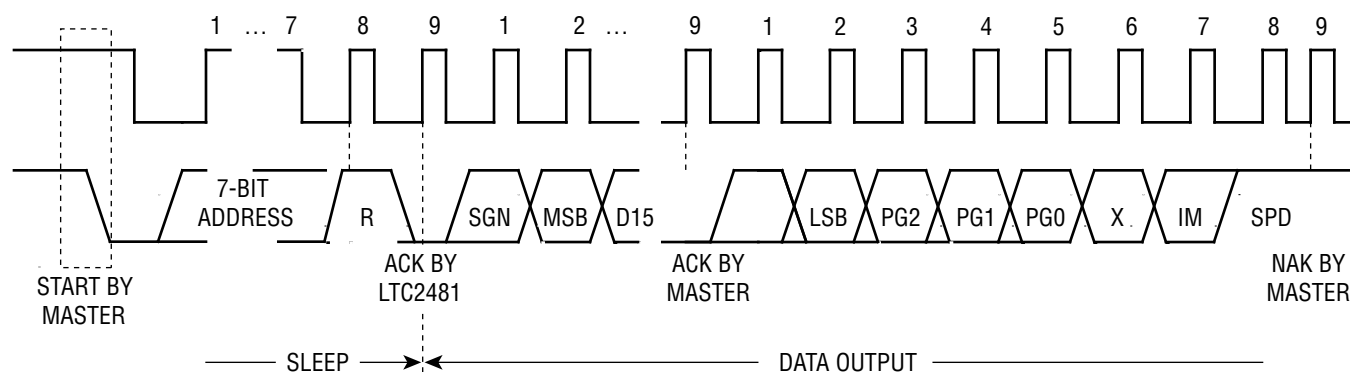 1 ... 7 8 9 1 2 ... 9 1 2 3 4 5 6 7 8 9
7-BIT
ADDRESS
R
SGN
MSB
D15
LSB
PG2
PG1
PG0
X
IM
SPD
START BY
MASTER
ACK BY
LTC2481
ACK BY
MASTER
NAK BY
MASTER
SLEEP
DATA OUTPUT